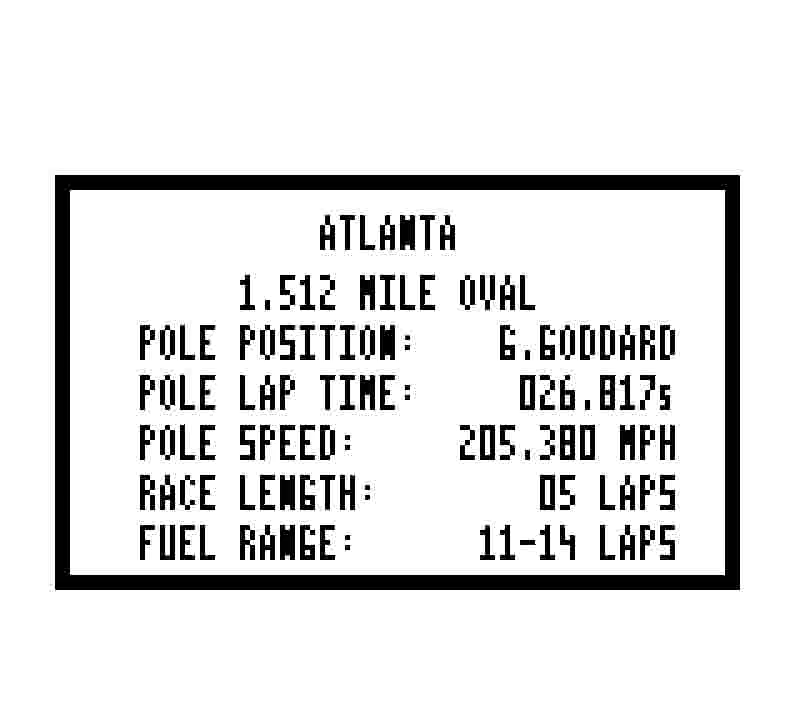 ATLANTA
1.512 MILE OVAL
POLE POSITION: G.GODDARD
POLE LAP TIME: 026.817s
POLE SPEED: 205.380 MPH
RACE LENGTH: 05 LAPS
FUEL RANGE: 11-14 LAPS